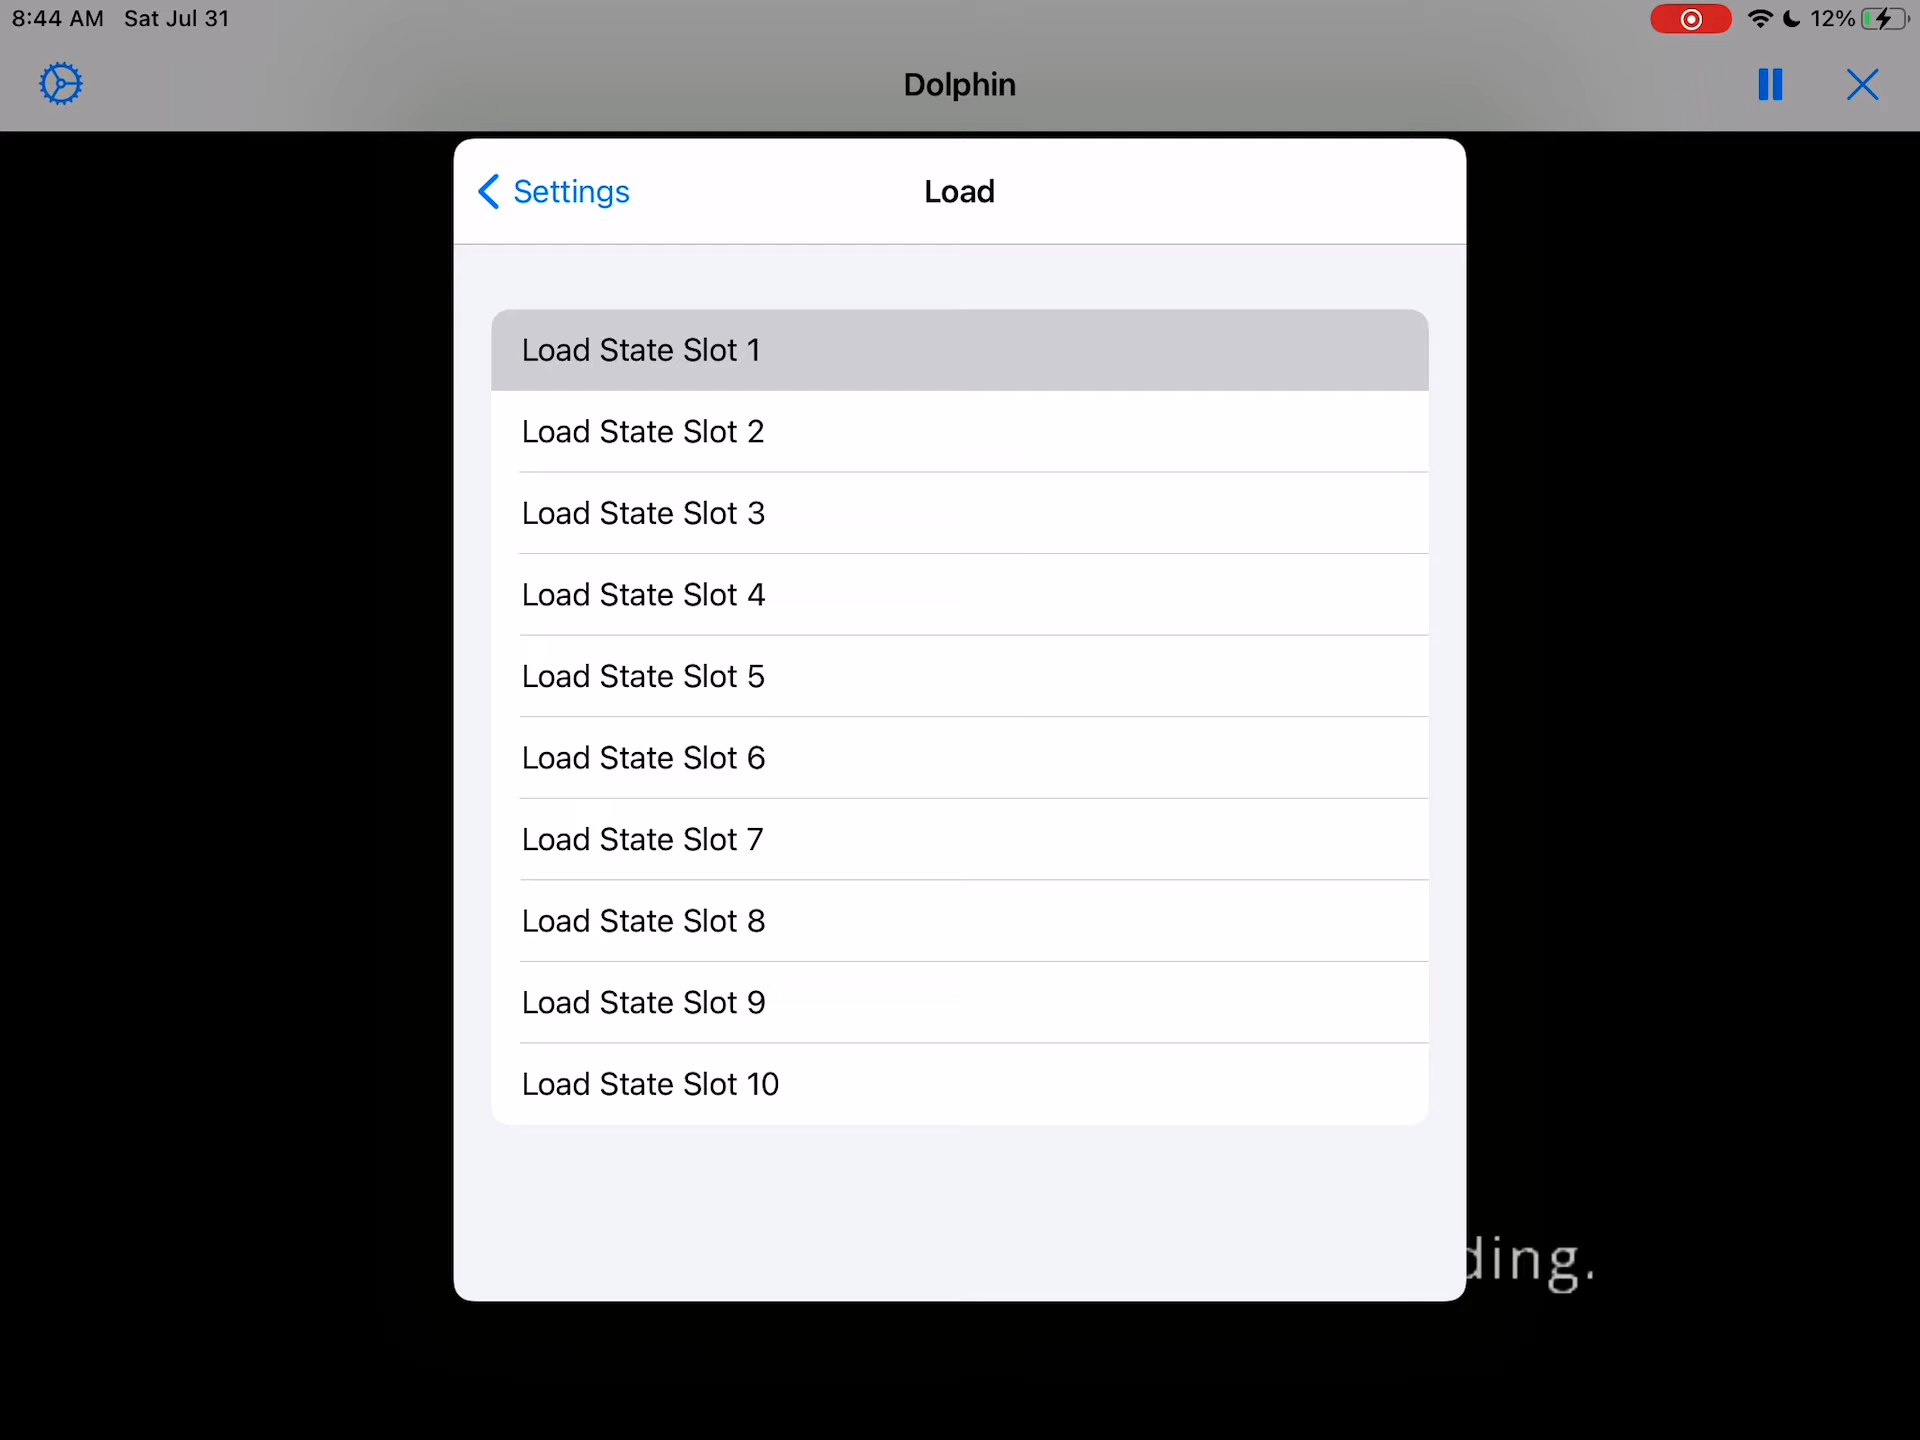 8:44 AM Sat Jul 31
12%
Dolphin
Settings
Load
Load State Slot 1
Load State Slot 2
Load State Slot 3
Load State Slot 4
Load State Slot 5
Load State Slot 6
Load State Slot 7
Load State Slot 8
Load State Slot 9
Load State Slot 10
ding.